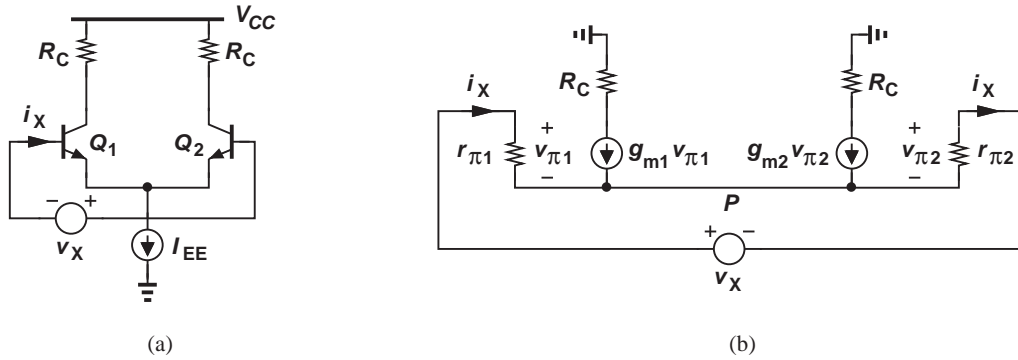 V_CC
R_C R_C
i_X
Q_1 Q_2
− +
v_X
I_EE
(a)
R_C R_C
i_X i_X
r_π1 + v_π1 − g_m1 v_π1 g_m2 v_π2 + v_π2 − r_π2
P
+ −
v_X
(b)